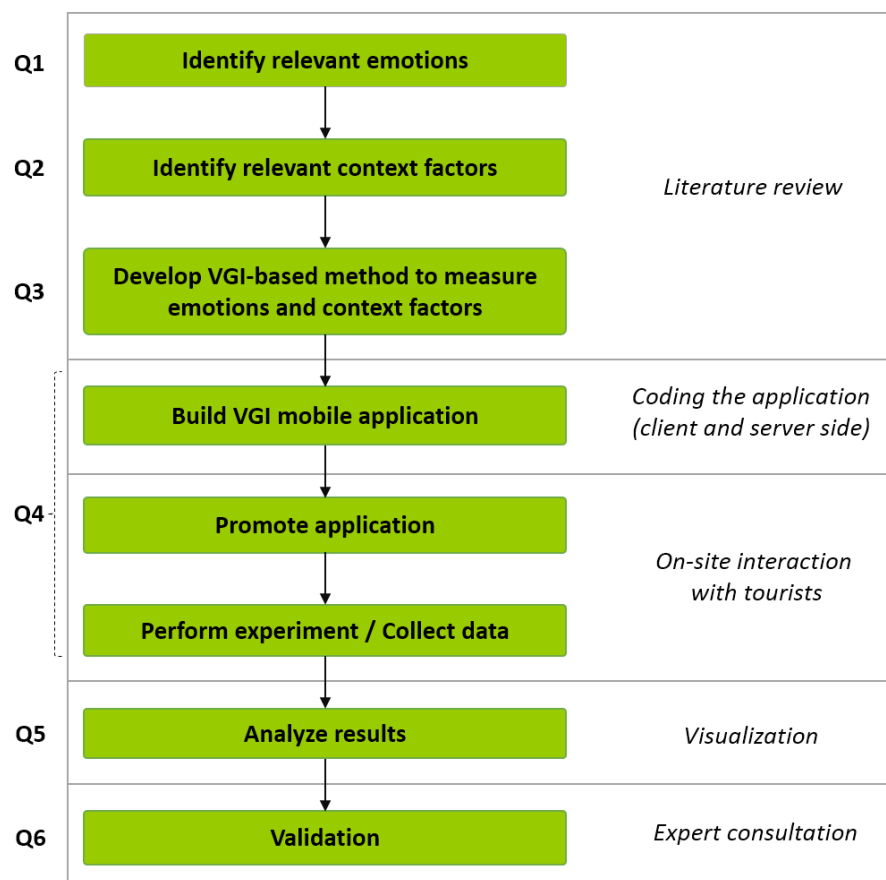 Q1
Identify relevant emotions
Q2
Identify relevant context factors
Literature review
Q3
Develop VGI-based method to measure
emotions and context factors
Build VGI mobile application
Coding the application
(client and server side)
Q4
Promote application
On-site interaction
with tourists
Perform experiment / Collect data
Q5
Analyze results
Visualization
Q6
Validation
Expert consultation